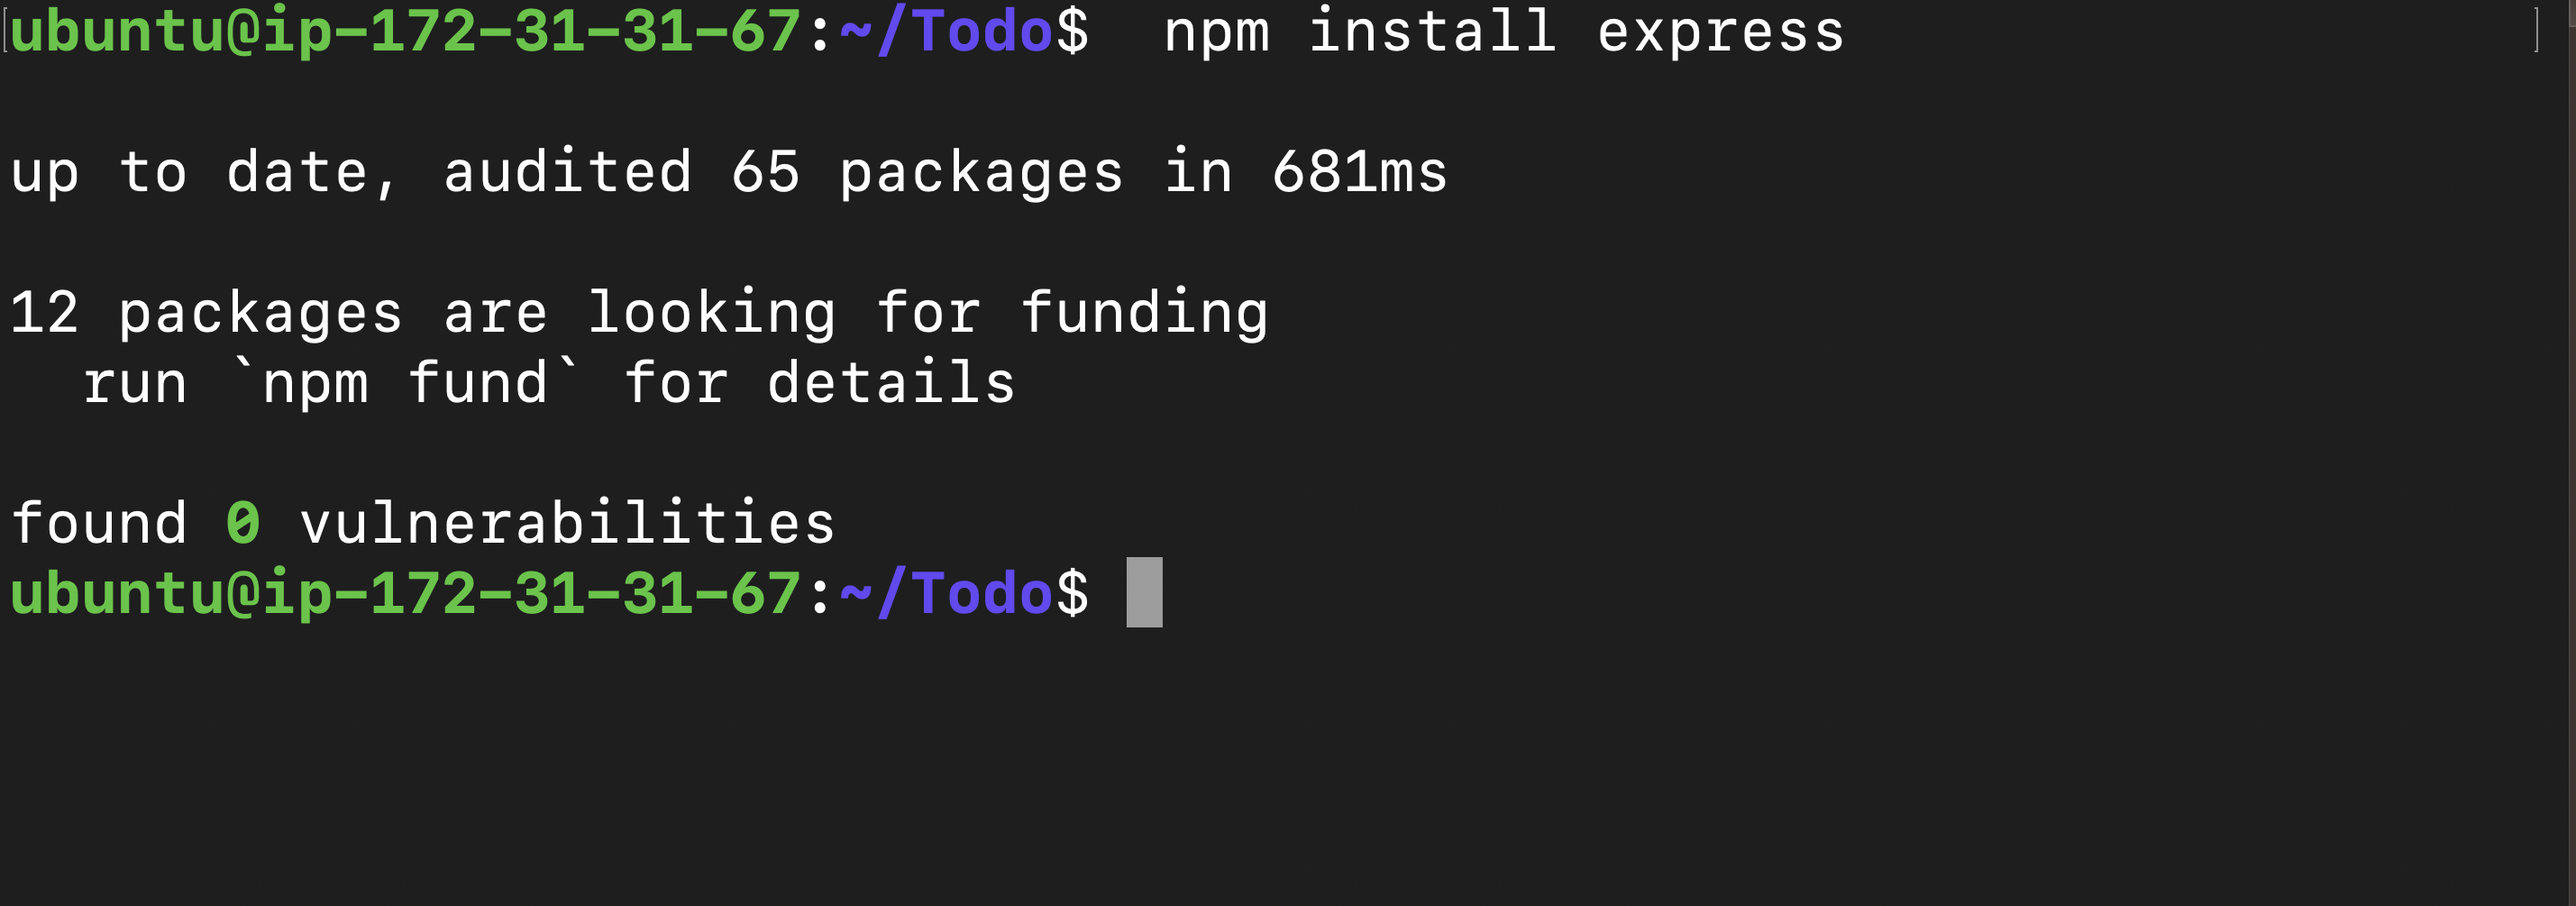 ubuntu@ip-172-31-31-67:~/Todo$  npm install express
up to date, audited 65 packages in 681ms
12 packages are looking for funding
  run `npm fund` for details
found 0 vulnerabilities
ubuntu@ip-172-31-31-67:~/Todo$